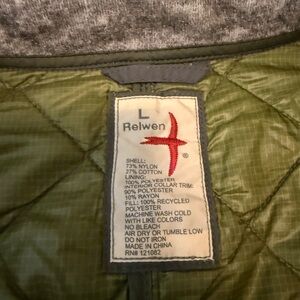 L
Relwen
®
SHELL:
73% NYLON
27% COTTON
LINING:
100% POLYESTER
INTERIOR COLLAR TRIM:
90% POLYESTER
10% RAYON
FILL: 100% RECYCLED
POLYESTER
MACHINE WASH COLD
WITH LIKE COLORS
NO BLEACH
AIR DRY OR TUMBLE LOW
DO NOT IRON
MADE IN CHINA
RN# 121082